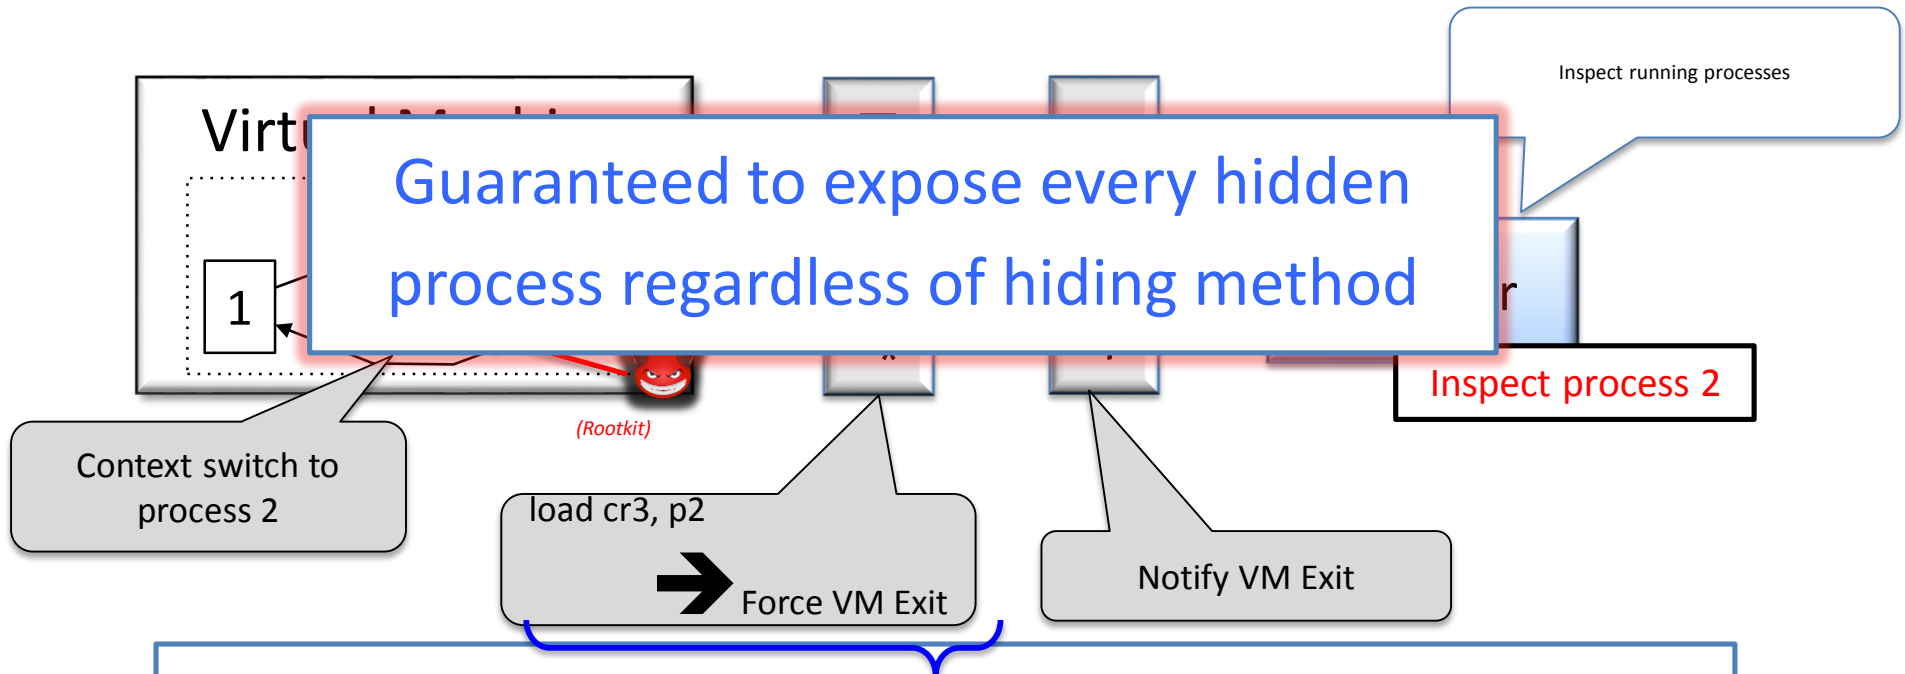 Inspect running processes
Guaranteed to expose every hidden
process regardless of hiding method
1
Inspect process 2
(Rootkit)
Context switch to
process 2
load cr3, p2
Force VM Exit
Notify VM Exit